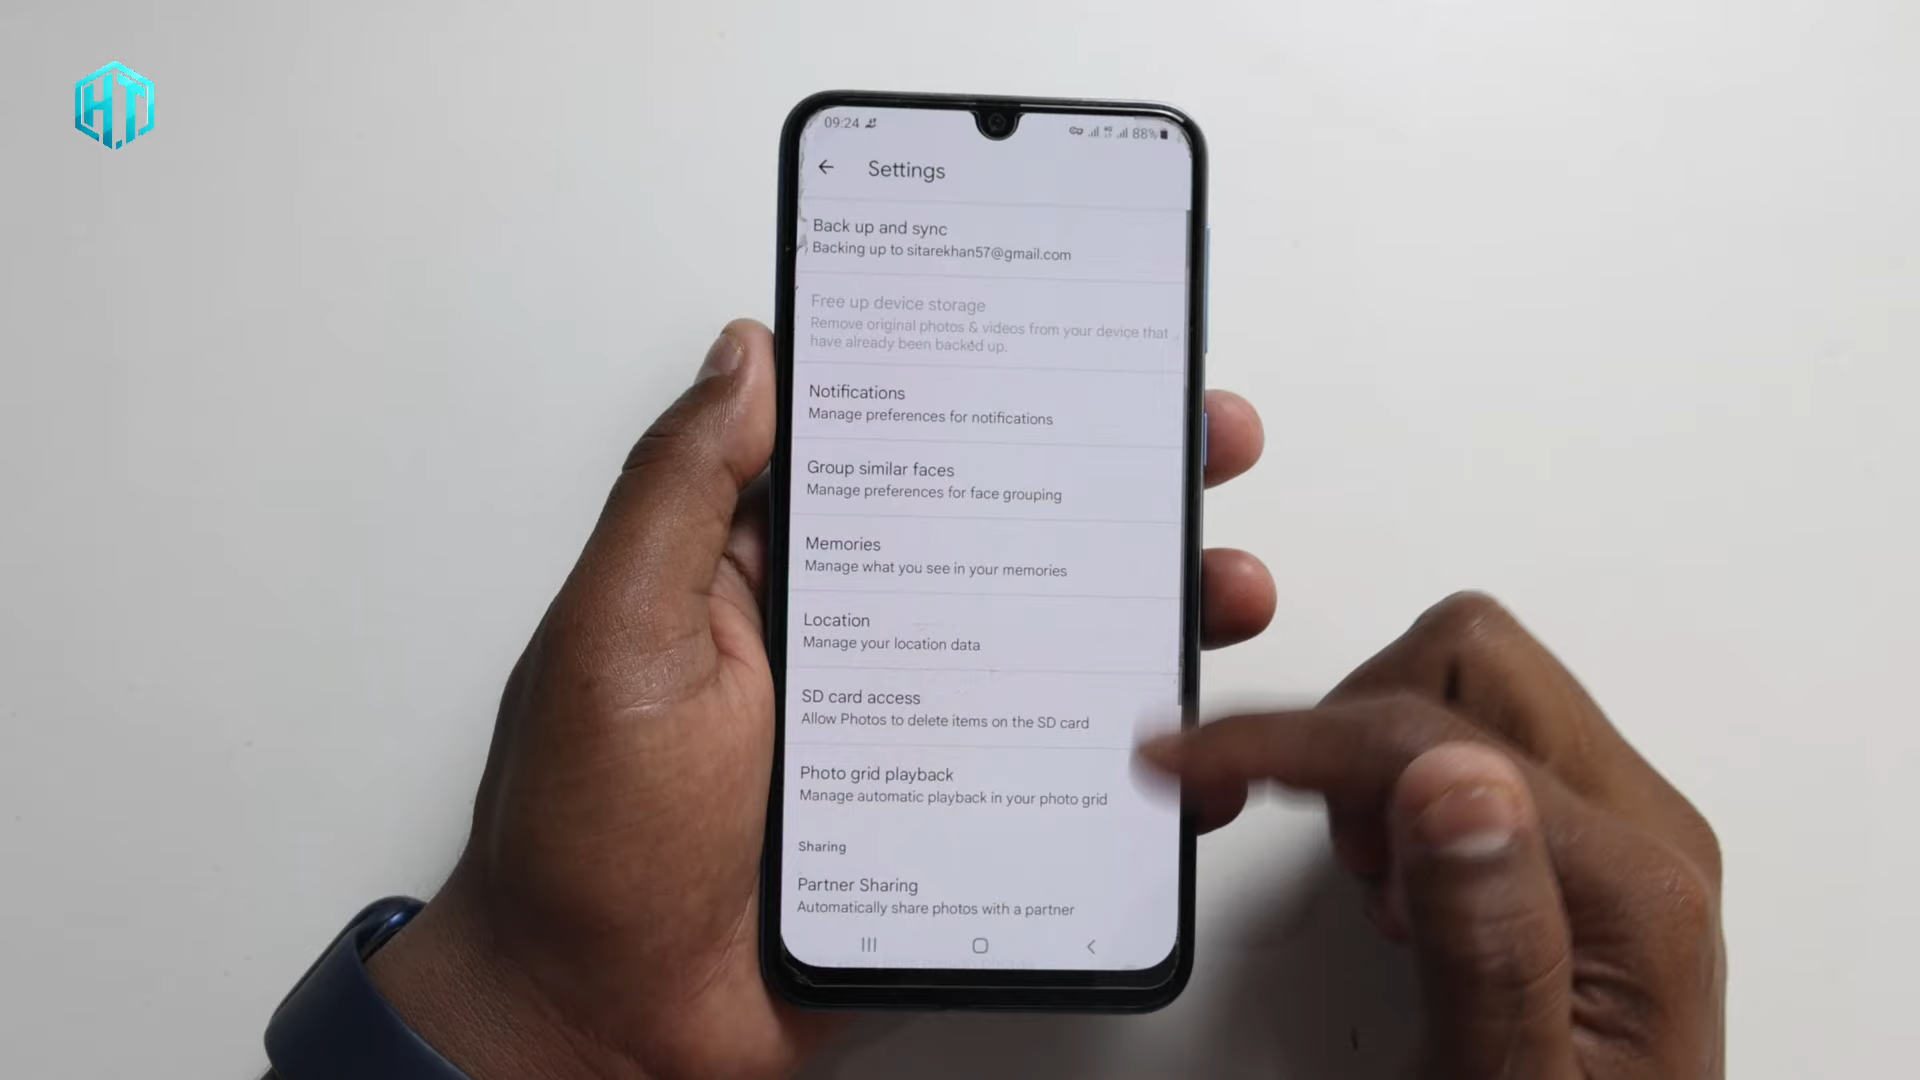 HT
09:24
88%
Settings
Back up and sync
Backing up to sitarekhan57@gmail.com
Free up device storage
Remove original photos & videos from your device that
have already been backed up.
Notifications
Manage preferences for notifications
Group similar faces
Manage preferences for face grouping
Memories
Manage what you see in your memories
Location
Manage your location data
SD card access
Allow Photos to delete items on the SD card
Photo grid playback
Manage automatic playback in your photo grid
Sharing
Partner Sharing
Automatically share photos with a partner